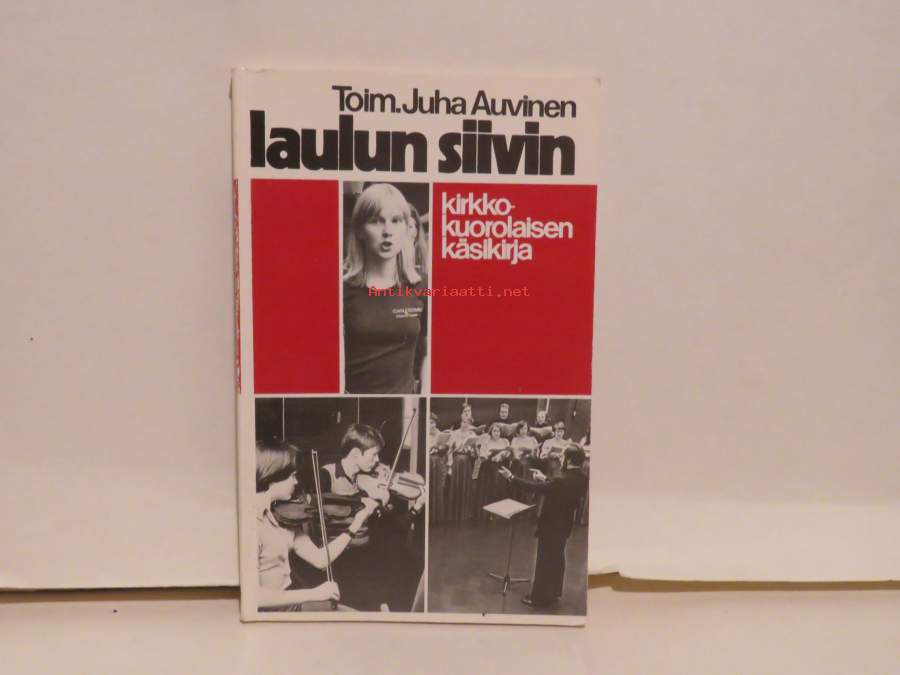 Toim. Juha Auvinen
laulun siivin
kirkko-
kuorolaisen
käsikirja
Antikvariaatti.net